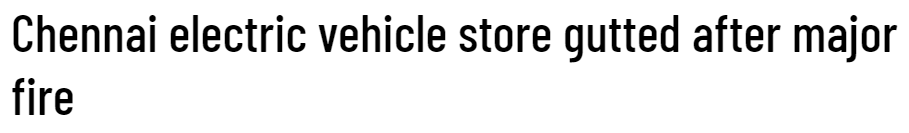 Chennai electric vehicle store gutted after major
fire